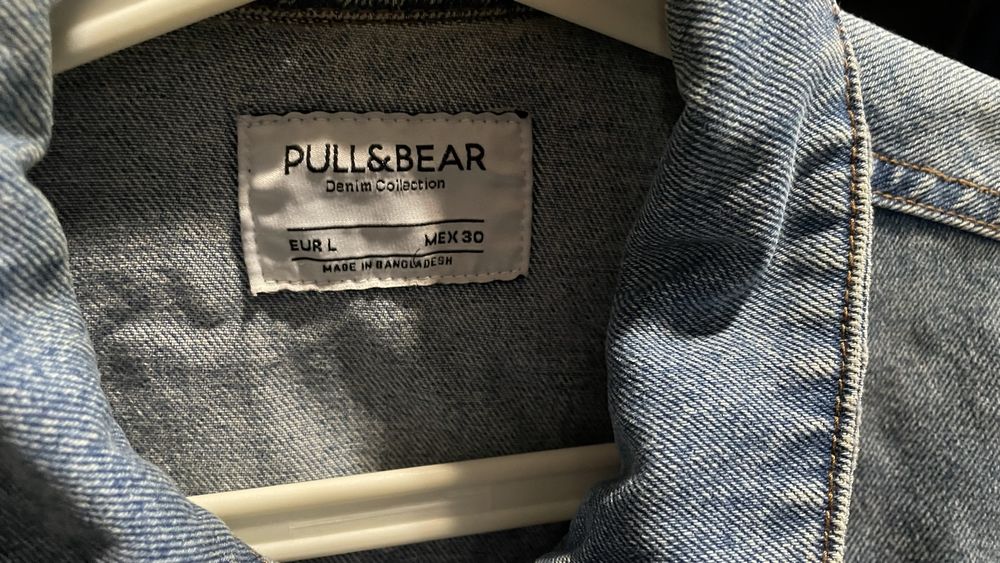 PULL&BEAR
Denim Collection
EUR L MEX 30
MADE IN BANGLADESH